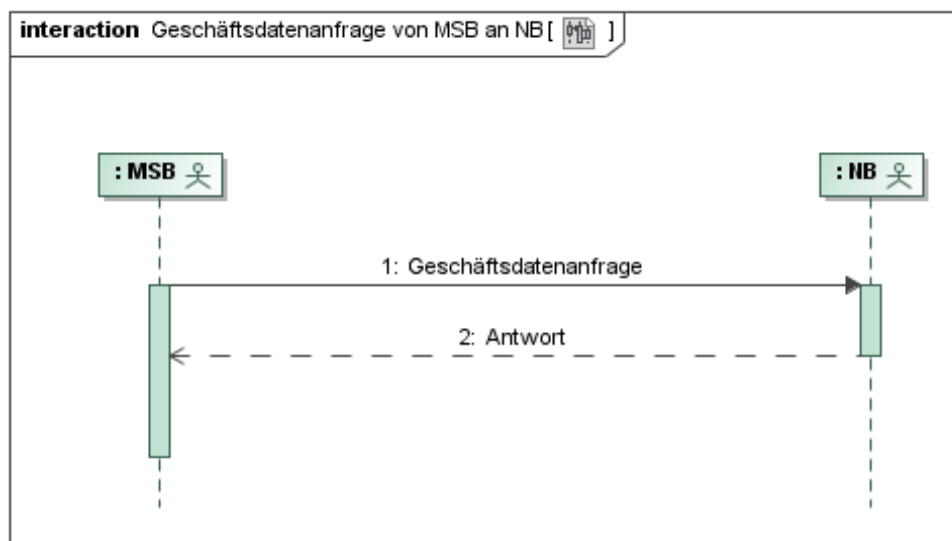 interaction Geschäftsdatenanfrage von MSB an NB [ ]
: MSB
: NB
1: Geschäftsdatenanfrage
2: Antwort